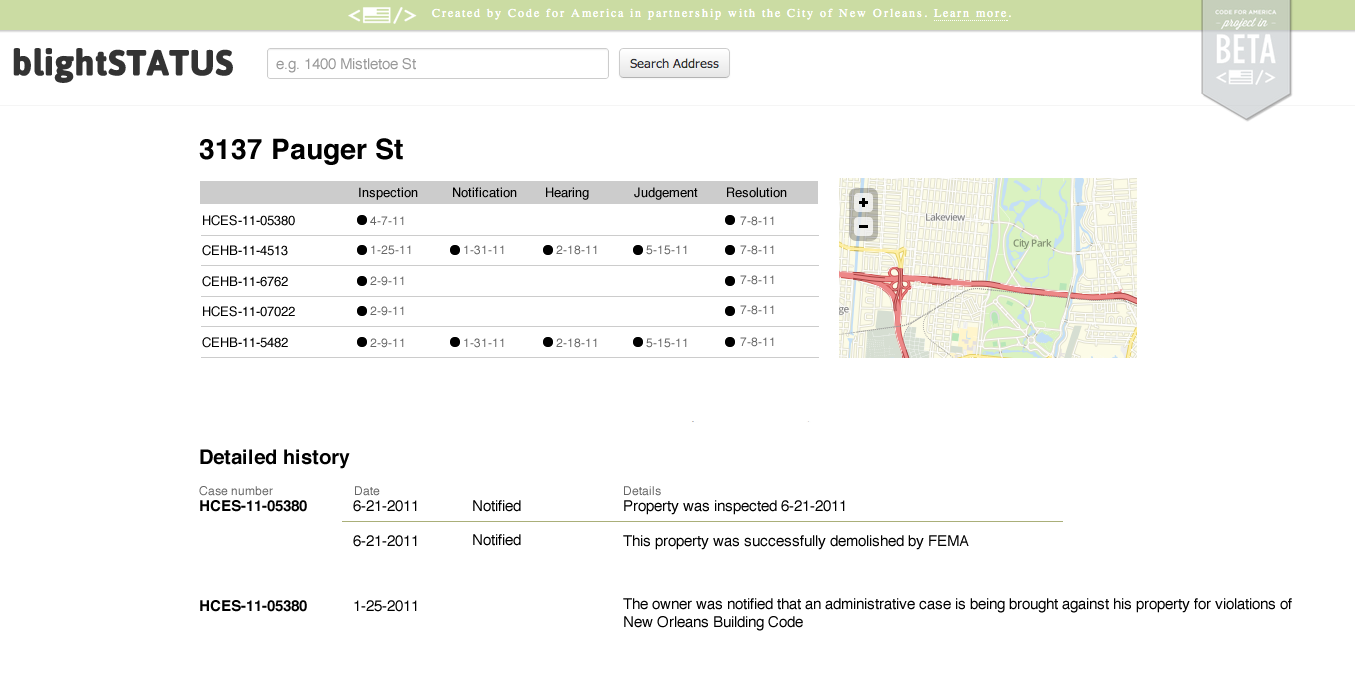 </> Created by Code for America in partnership with the City of New Orleans. Learn more.
CODE FOR AMERICA
- project in -
BETA
</>
blightSTATUS e.g. 1400 Mistletoe St Search Address
3137 Pauger St
Inspection Notification Hearing Judgement Resolution
HCES-11-05380 4-7-11 7-8-11
CEHB-11-4513 1-25-11 1-31-11 2-18-11 5-15-11 7-8-11
CEHB-11-6762 2-9-11 7-8-11
HCES-11-07022 2-9-11 7-8-11
CEHB-11-5482 2-9-11 1-31-11 2-18-11 5-15-11 7-8-11
+
-
Lakeview
City Park
ge
Detailed history
Case number Date Details
HCES-11-05380 6-21-2011 Notified Property was inspected 6-21-2011
6-21-2011 Notified This property was successfully demolished by FEMA
HCES-11-05380 1-25-2011 The owner was notified that an administrative case is being brought against his property for violations of
New Orleans Building Code